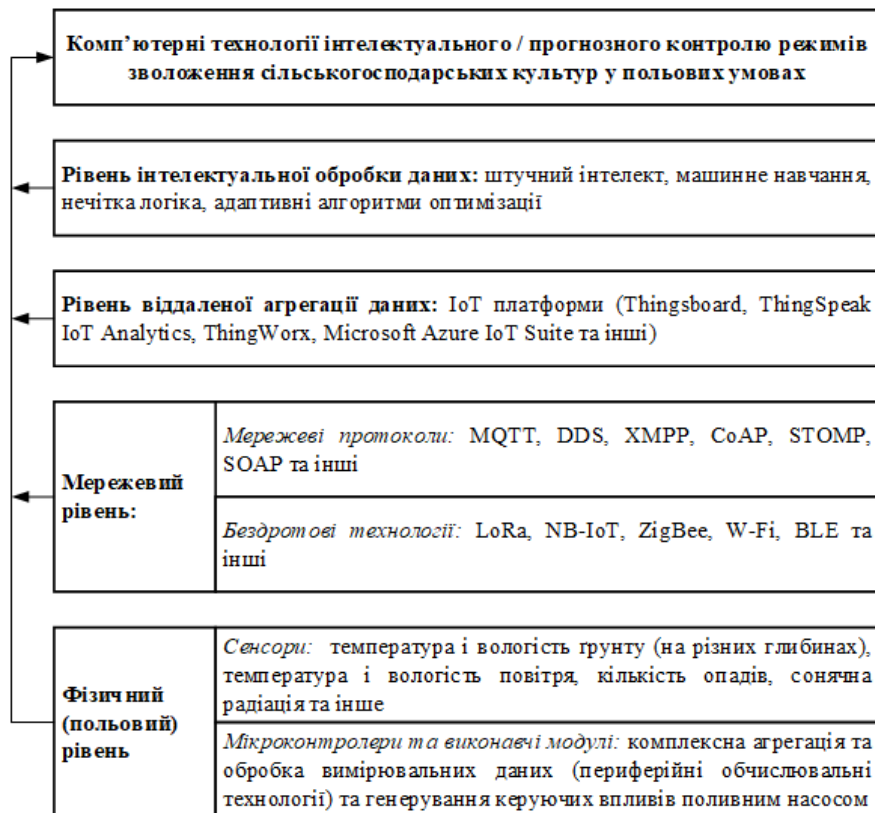 Комп’ютерні технології інтелектуального / прогнозного контролю режимів
зволоження сільськогосподарських культур у польових умовах
Рівень інтелектуальної обробки даних: штучний інтелект, машинне навчання,
нечітка логіка, адаптивні алгоритми оптимізації
Рівень віддаленої агрегації даних: IoT платформи (Thingsboard, ThingSpeak
IoT Analytics, ThingWorx, Microsoft Azure IoT Suite та інші)
Мережевий
рівень:
Мережеві протоколи: MQTT, DDS, XMPP, CoAP, STOMP,
SOAP та інші
Бездротові технології: LoRa, NB-IoT, ZigBee, W-Fi, BLE та
інші
Фізичний
(польовий)
рівень
Сенсори: температура і вологість ґрунту (на різних глибинах),
температура і вологість повітря, кількість опадів, сонячна
радіація та інше
Мікроконтролери та виконавчі модулі: комплексна агрегація та
обробка вимірювальних даних (периферійні обчислювальні
технології) та генерування керуючих впливів поливним насосом